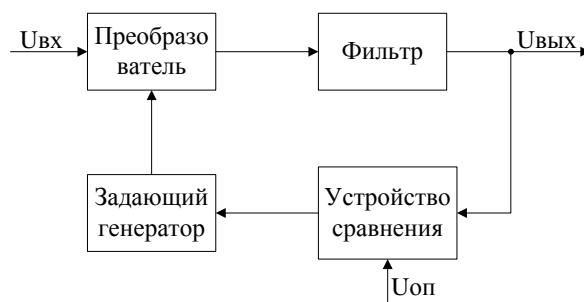 Uвх
Преобразо
ватель
Фильтр
Uвых
Задающий
генератор
Устройство
сравнения
Uоп